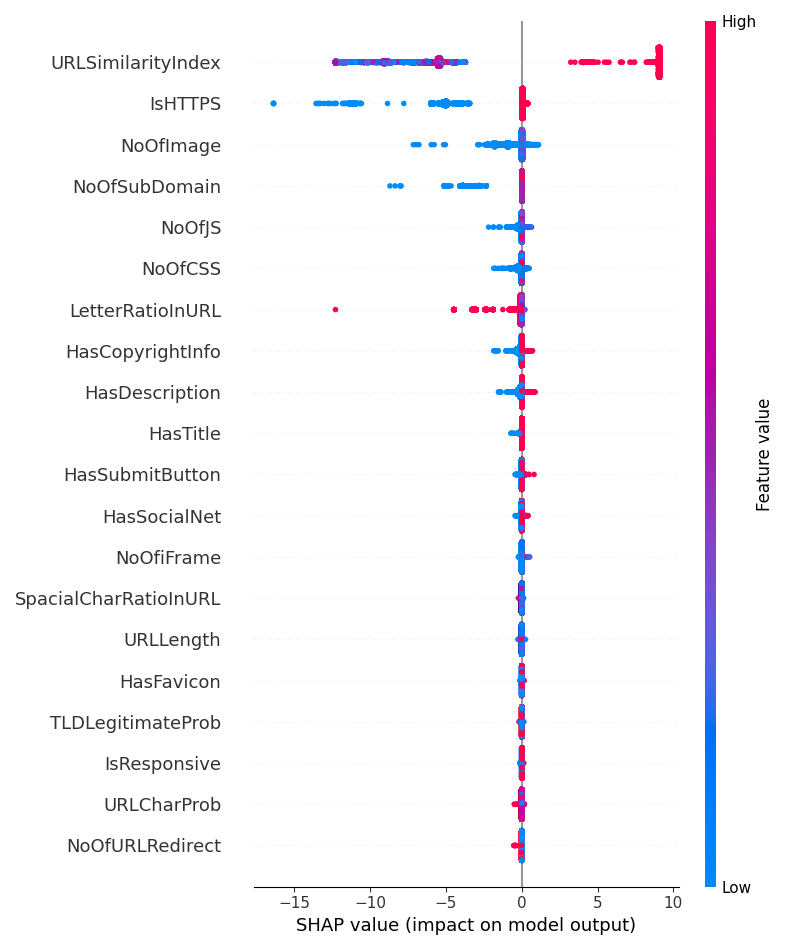 High
URLSimilarityIndex
IsHTTPS
NoOfImage
NoOfSubDomain
NoOfJS
NoOfCSS
LetterRatioInURL
HasCopyrightInfo
HasDescription
HasTitle
HasSubmitButton
HasSocialNet
NoOfiFrame
SpacialCharRatioInURL
URLLength
HasFavicon
TLDLegitimateProb
IsResponsive
URLCharProb
NoOfURLRedirect
Feature value
Low
−15 −10 −5 0 5 10
SHAP value (impact on model output)